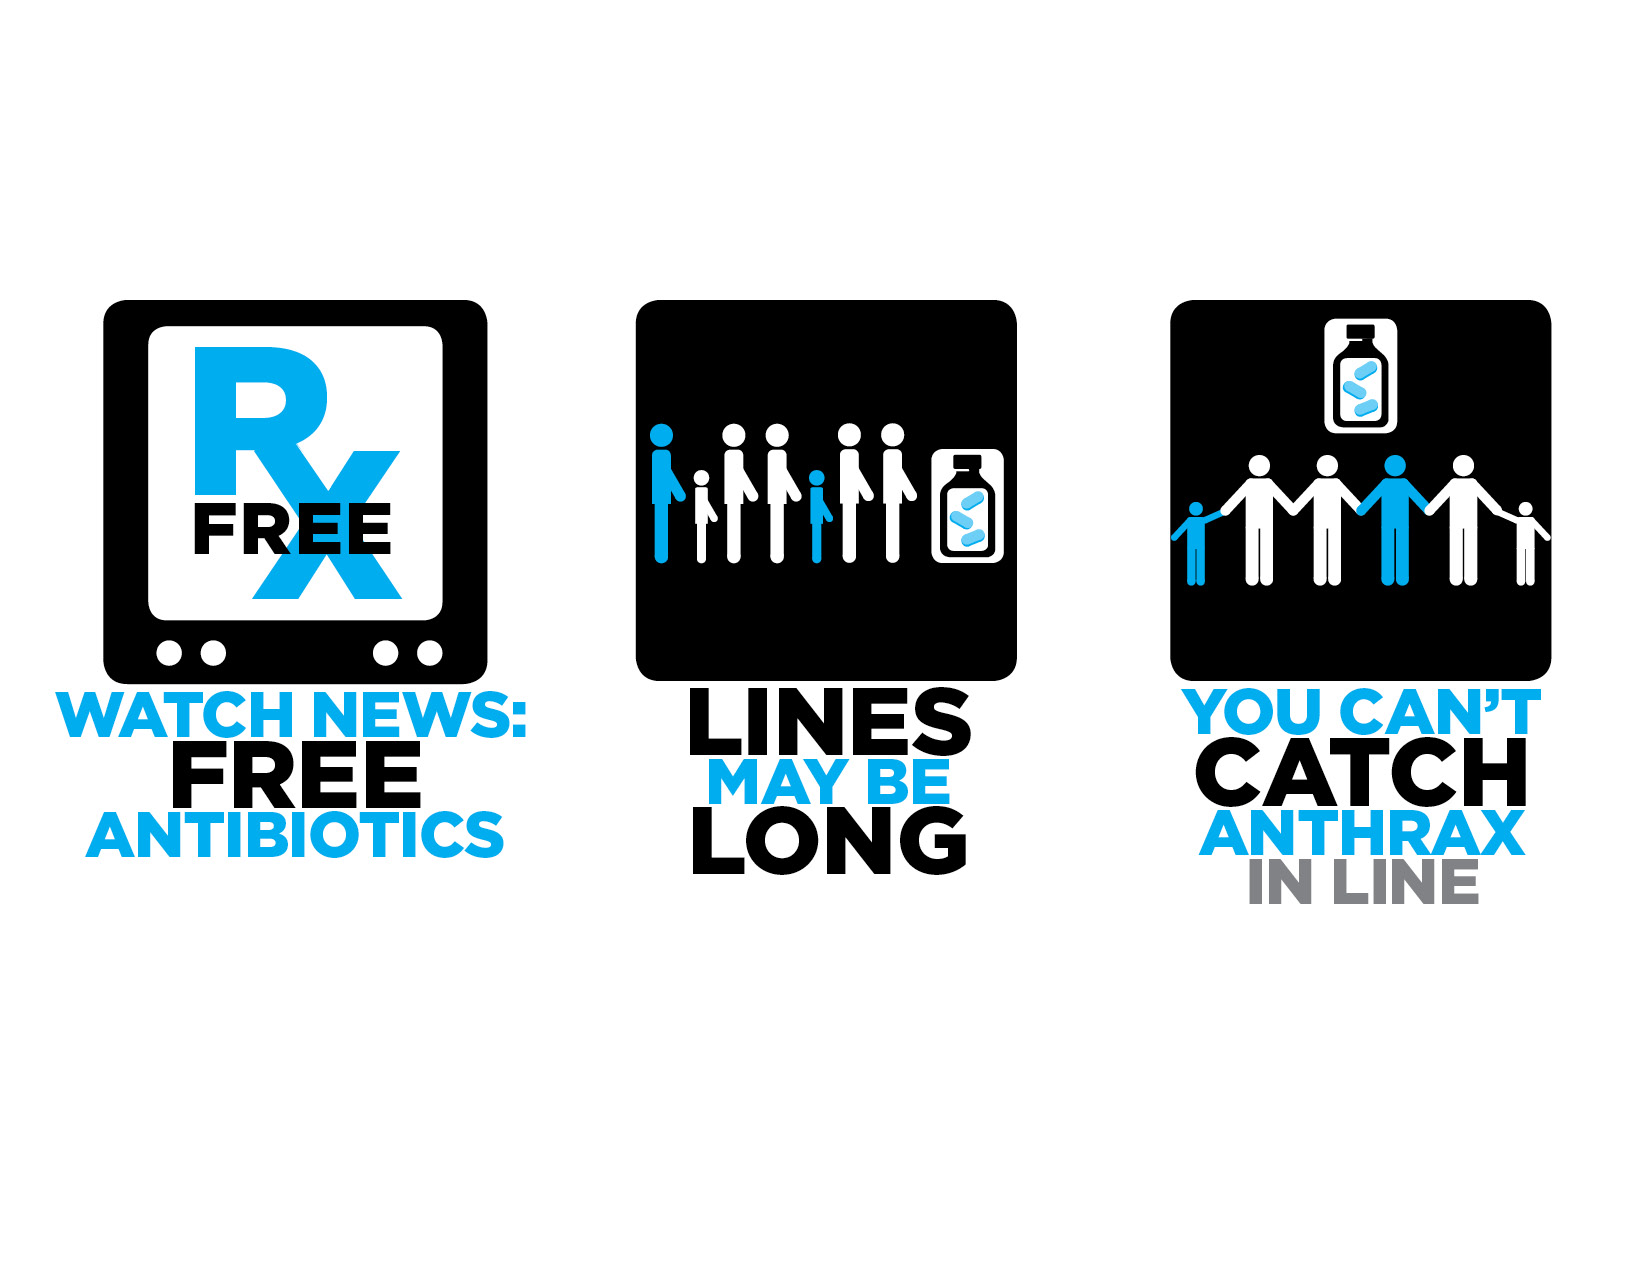 RX
FREE
WATCH NEWS:
FREE
ANTIBIOTICS
LINES
MAY BE
LONG
YOU CAN'T
CATCH
ANTHRAX
IN LINE